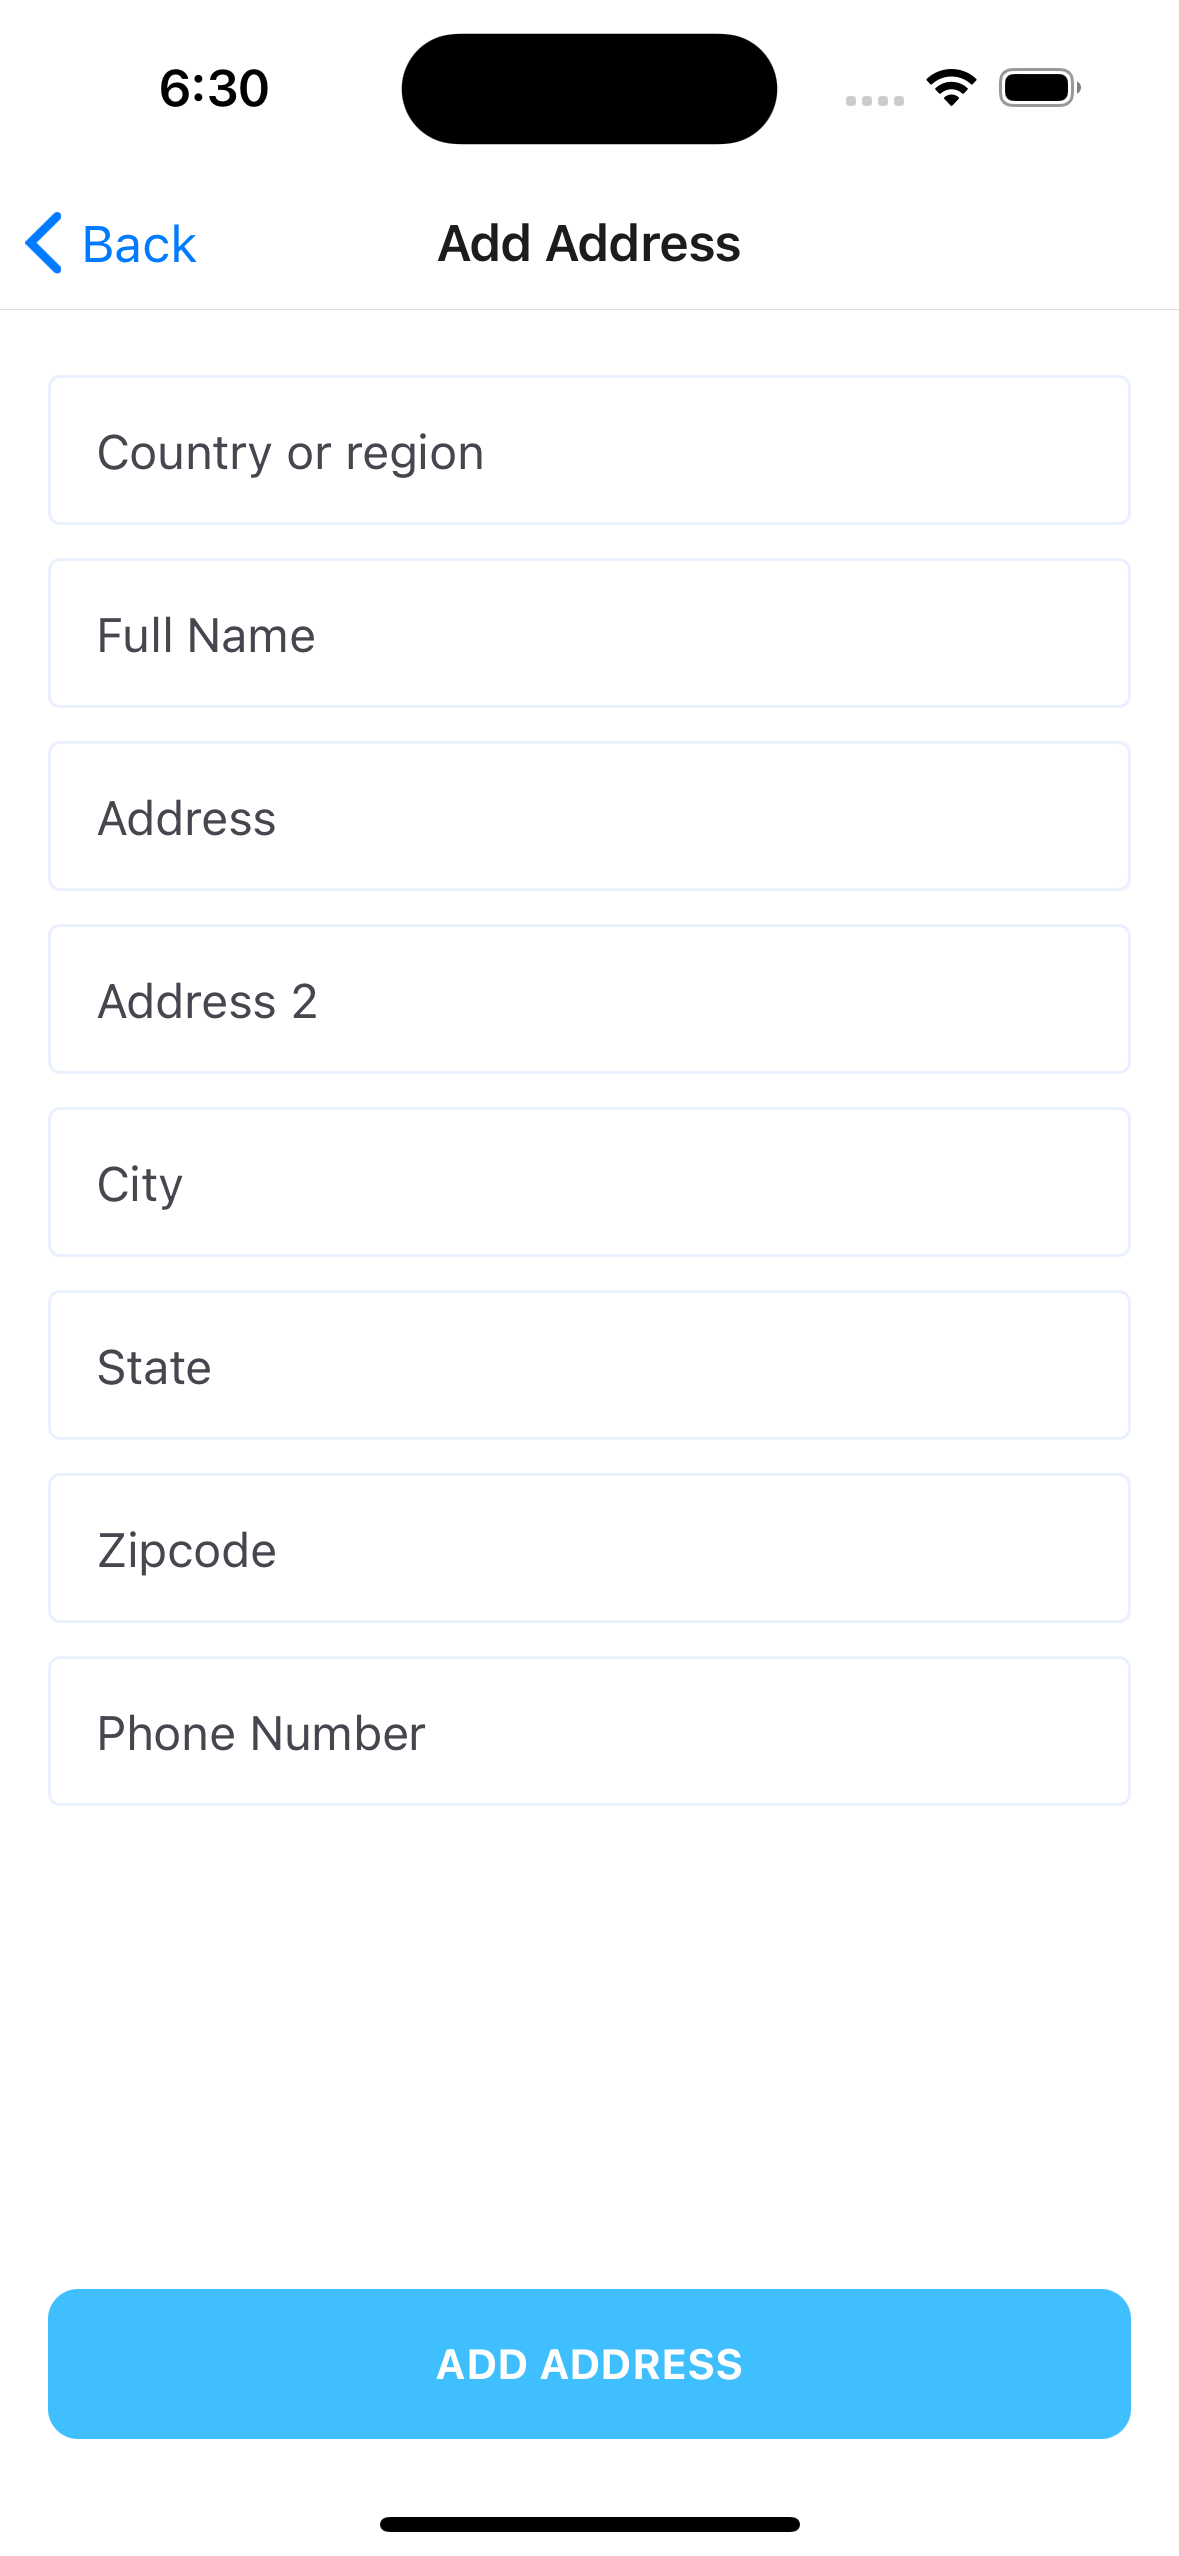 6:30
Back
Add Address
Country or region
Full Name
Address
Address 2
City
State
Zipcode
Phone Number
ADD ADDRESS